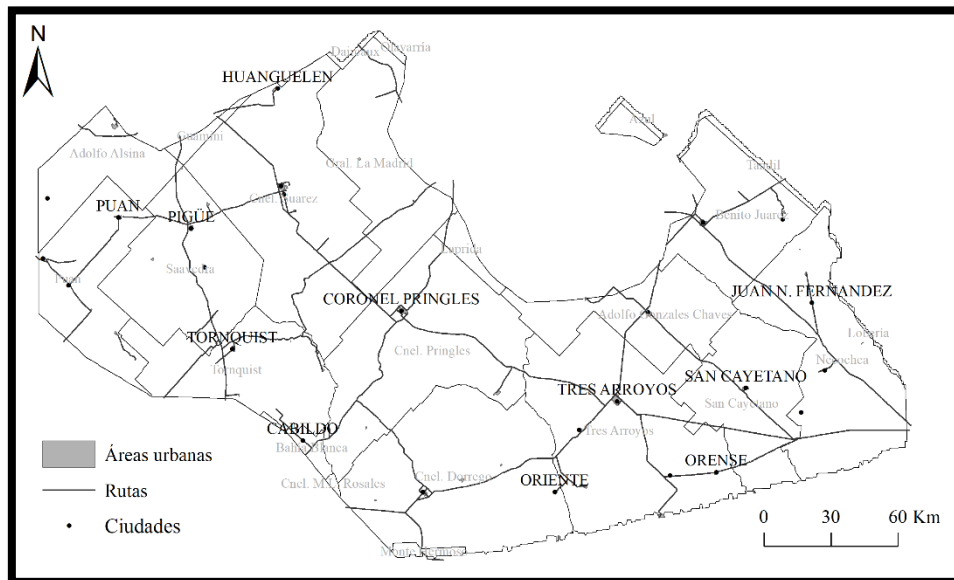 N
Daireaux
Olavarría
HUANGUELEN
Azul
Guaminí
Adolfo Alsina
Gral. La Madrid
Tandil
Cnel. Suarez
PUAN
PIGÜE
Benito Juarez
Laprida
Saavedra
Puan
JUAN N. FERNANDEZ
CORONEL PRINGLES
Adolfo Gonzales Chaves
Lobería
TORNQUIST
Cnel. Pringles
Necochea
Tornquist
SAN CAYETANO
TRES ARROYOS
San Cayetano
CABILDO
Tres Arroyos
Bahía Blanca
Áreas urbanas
Cnel. Dorrego
ORENSE
Cnel. M.L. Rosales
ORIENTE
Rutas
Ciudades
0 30 60 Km
Monte Hermoso